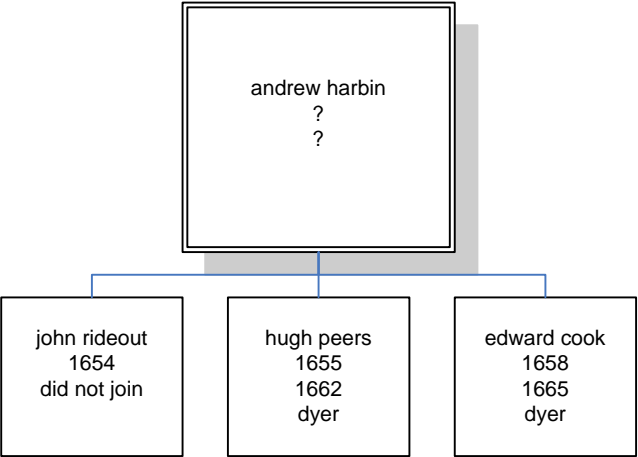 andrew harbin
?
?
john rideout
1654
did not join
hugh peers
1655
1662
dyer
edward cook
1658
1665
dyer